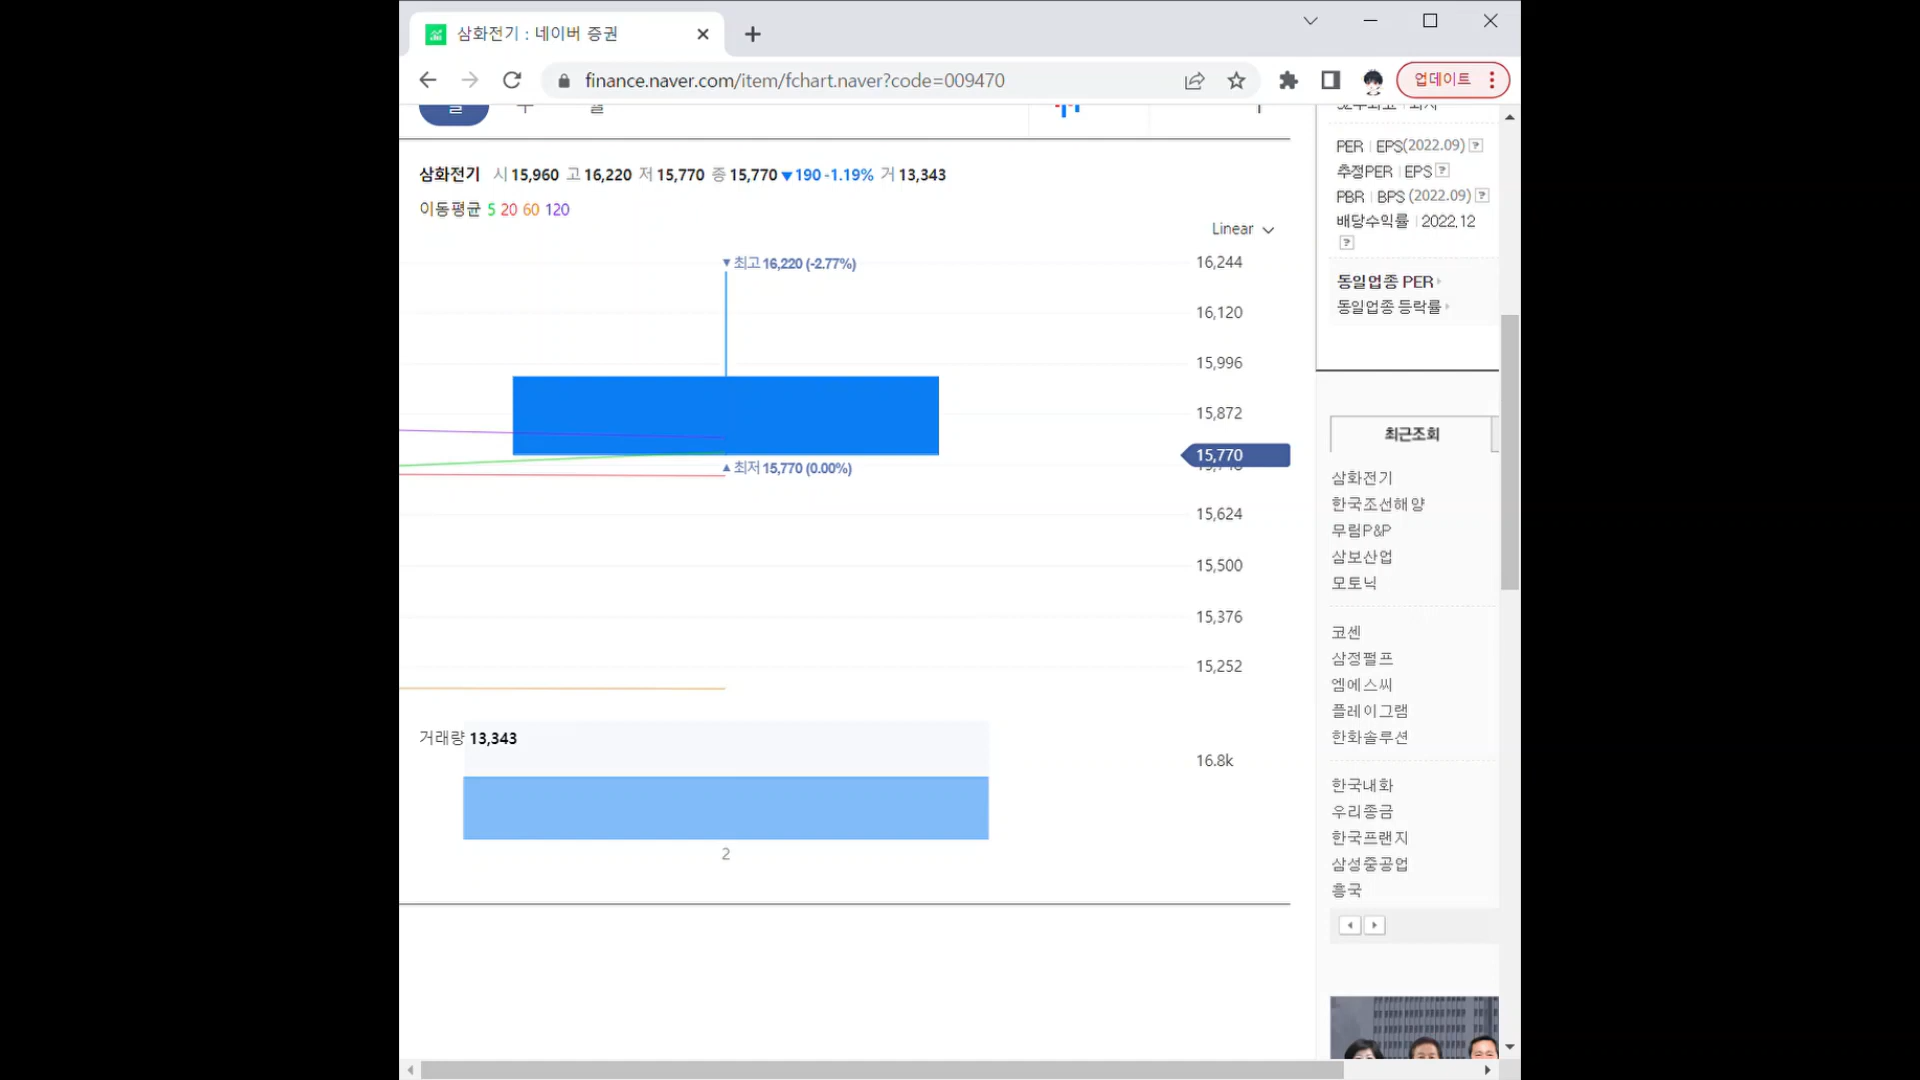 삼화전기 : 네이버 증권
finance.naver.com/item/fchart.naver?code=009470
업데이트
삼화전기 시 15,960 고 16,220 저 15,770 종 15,770 ▼190 -1.19% 거 13,343
이동평균 5 20 60 120
Linear
▼최고 16,220 (-2.77%)
▲최저 15,770 (0.00%)
16,244
16,120
15,996
15,872
15,770
15,624
15,500
15,376
15,252
거래량 13,343
16.8k
2
PER | EPS(2022.09) ?
추정PER | EPS ?
PBR | BPS (2022.09) ?
배당수익률 | 2022.12
?
동일업종 PER
동일업종 등락률
최근조회
삼화전기
한국조선해양
무림P&P
삼보산업
모토닉
코센
삼정펄프
엠에스씨
플레이그램
한화솔루션
한국내화
우리종금
한국프랜지
삼성중공업
흥국